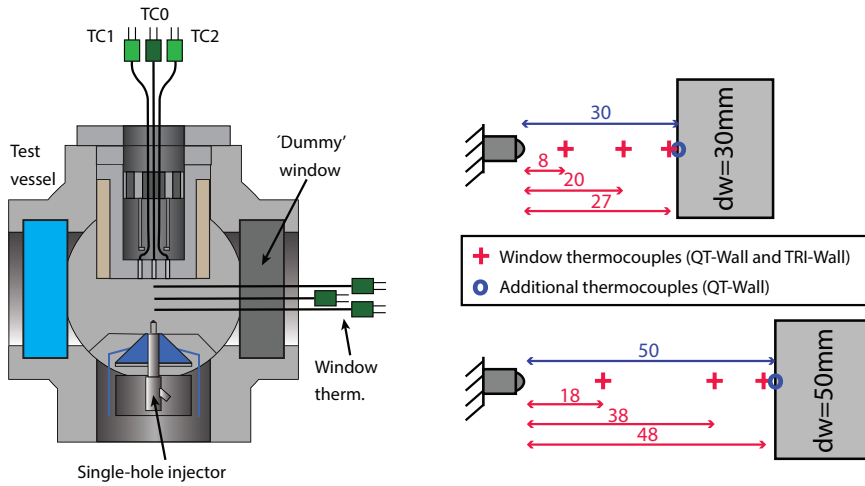 TC0
TC1
TC2
Test
vessel
'Dummy'
window
Window
therm.
Single-hole injector
30
8
20
27
dw=30mm
Window thermocouples (QT-Wall and TRI-Wall)
Additional thermocouples (QT-Wall)
50
18
38
48
dw=50mm